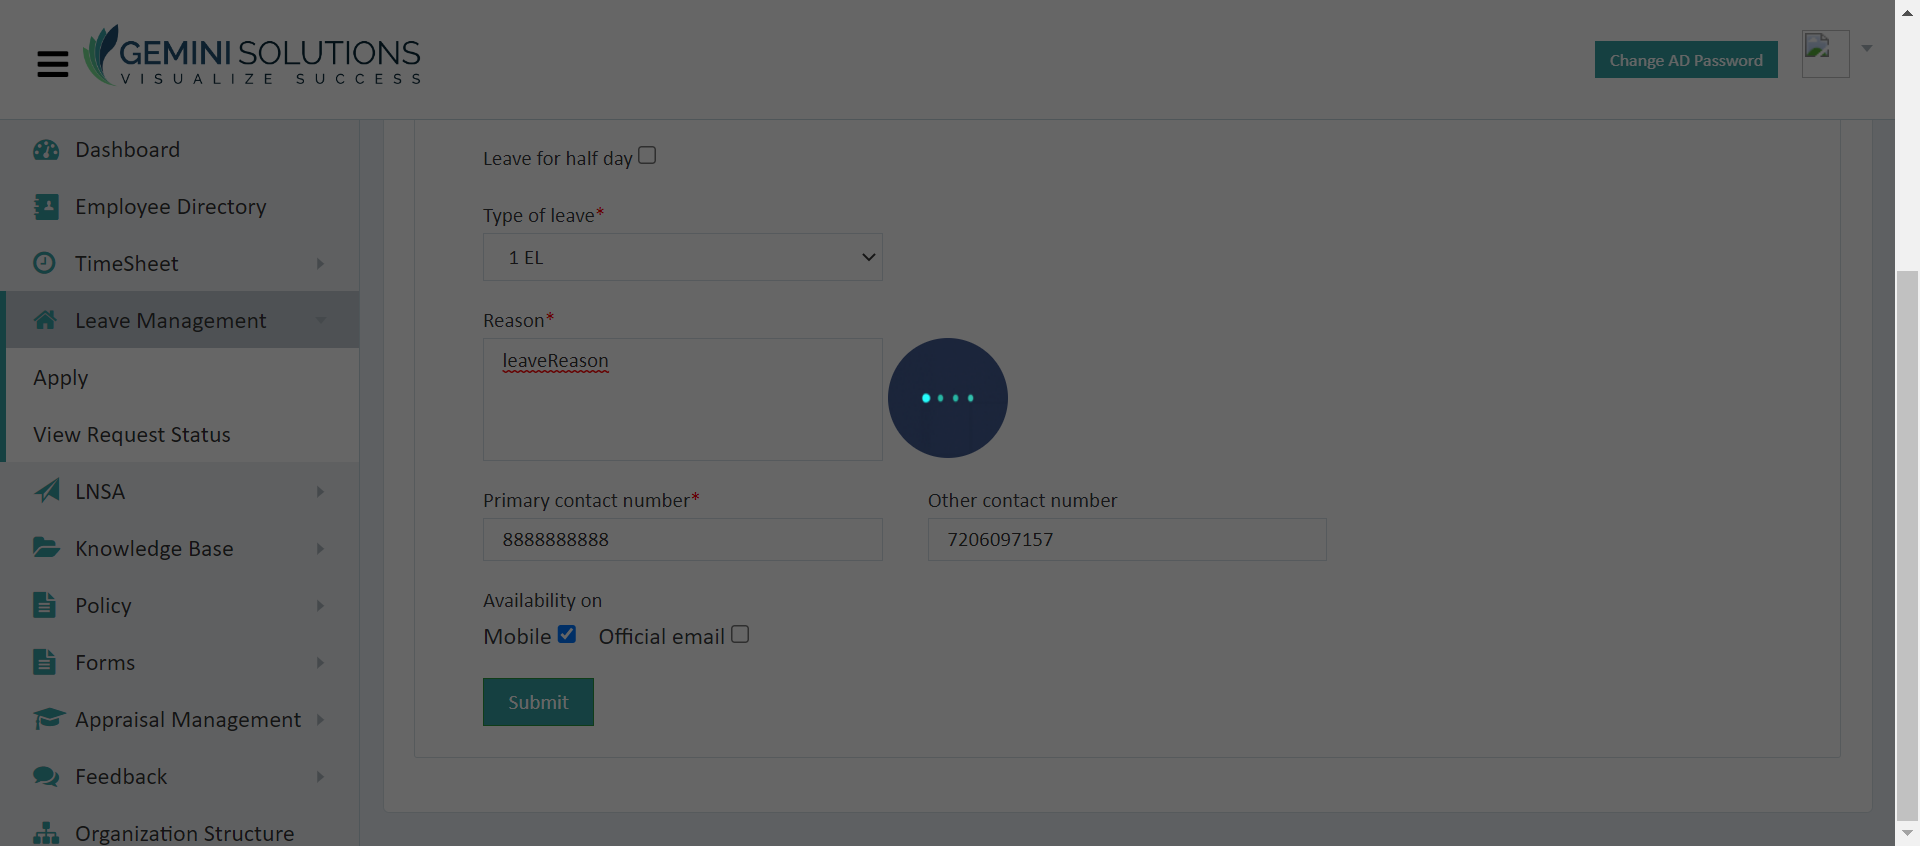 GEMINI SOLUTIONS
VISUALIZE SUCCESS
Change AD Password
Dashboard
Employee Directory
TimeSheet
Leave Management
Apply
View Request Status
LNSA
Knowledge Base
Policy
Forms
Appraisal Management
Feedback
Organization Structure
Leave for half day
Type of leave*
1 EL
Reason*
leaveReason
Primary contact number*
Other contact number
8888888888
7206097157
Availability on
Mobile
Official email
Submit